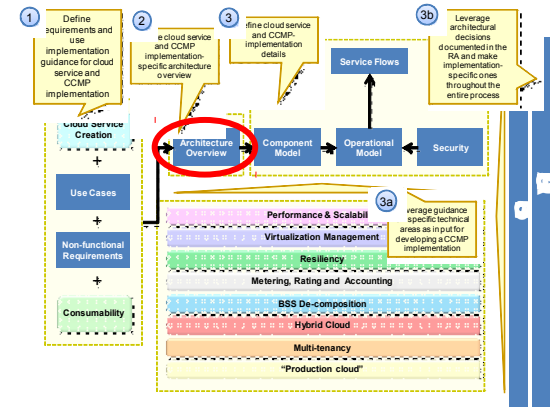 1
Define
equirements and
use
implementation
guidance for cloud
service and
CCMP
implementation
2
e cloud service
and CCMP
implementation-
specific architecture
overview
3
fine cloud service
and CCMP-
implementation
details
3b
Leverage
architectural
decisions
documented in the
RA and make
implementation-
specific ones
throughout the
entire process
Service Flows
Cloud Service
Creation
+
Use Cases
+
Non-functional
Requirements
+
Consumability
Architecture
Overview
Component
Model
Operational
Model
Security
3a
verage guidance
specific technical
areas as input for
developing a CCMP
implementation
Performance & Scalabil
Virtualization Management
Resiliency
Metering, Rating and Accounting
BSS De-composition
Hybrid Cloud
Multi-tenancy
“Production cloud”